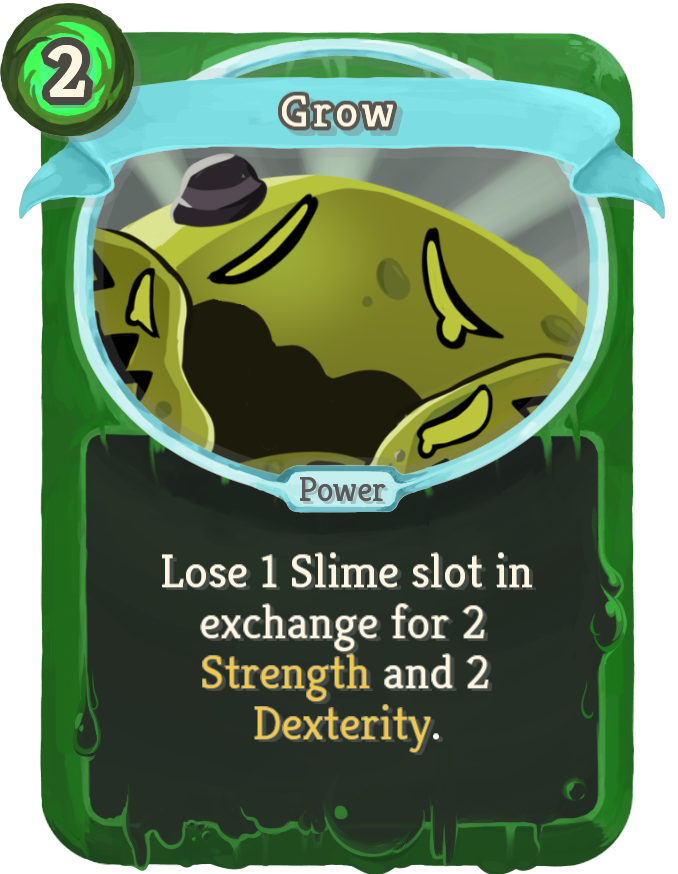 2
Grow
Power
Lose 1 Slime slot in
exchange for 2
Strength and 2
Dexterity.